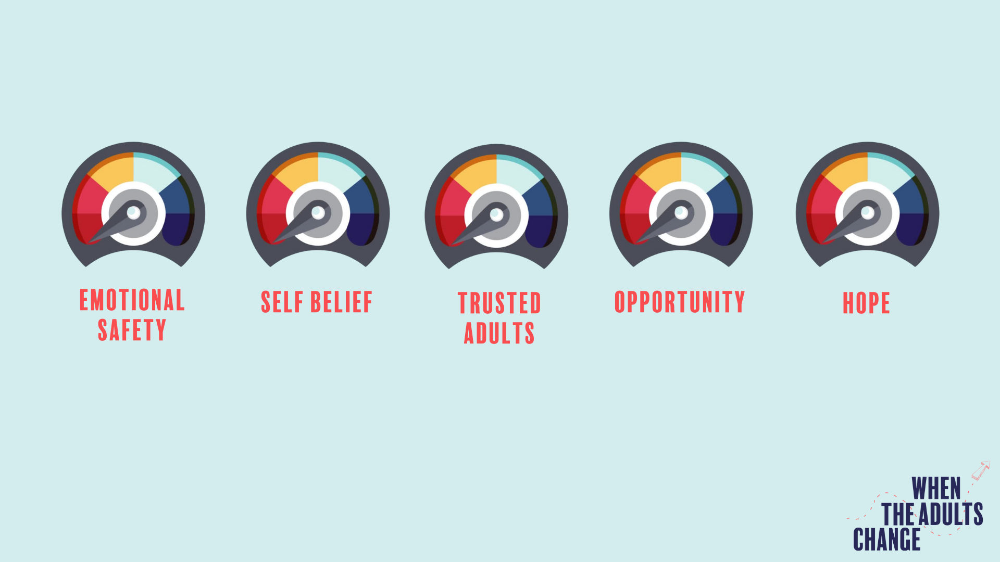 EMOTIONAL
SAFETY
SELF BELIEF
TRUSTED
ADULTS
OPPORTUNITY
HOPE
WHEN
THE ADULTS
CHANGE